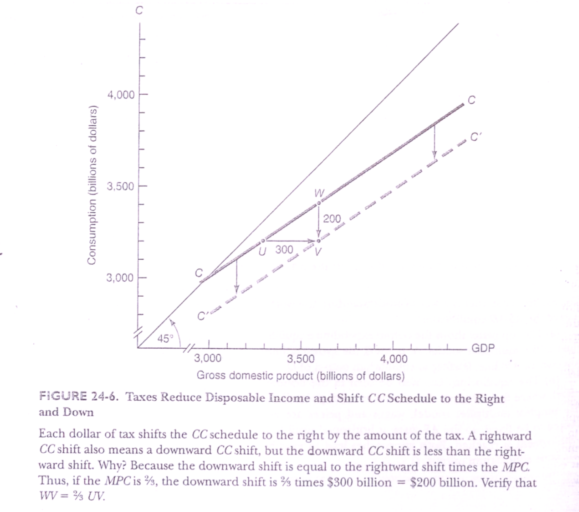 C
Consumption (billions of dollars)
4,000
3,500
3,000
C
C'
W
200
U 300 V
C
C'
45°
3,000 3,500 4,000 GDP
Gross domestic product (billions of dollars)
FIGURE 24-6. Taxes Reduce Disposable Income and Shift CC Schedule to the Right
and Down
Each dollar of tax shifts the CC schedule to the right by the amount of the tax. A rightward
CC shift also means a downward CC shift, but the downward CC shift is less than the right-
ward shift. Why? Because the downward shift is equal to the rightward shift times the MPC.
Thus, if the MPC is ⅔, the downward shift is ⅔ times $300 billion = $200 billion. Verify that
WV = ⅔ UV.